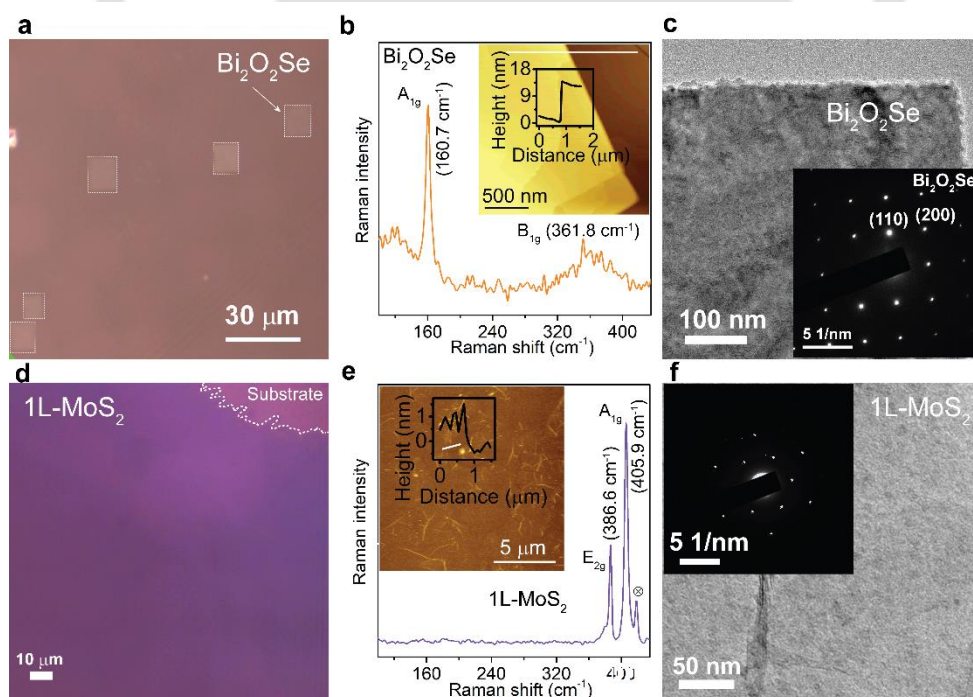 a
Bi₂O₂Se
30 μm
b
Bi₂O₂Se
A₁g
(160.7 cm⁻¹)
Height (nm)
18
9
0
0 1 2
Distance (μm)
500 nm
B₁g (361.8 cm⁻¹)
Raman intensity
160 240 320 400
Raman shift (cm⁻¹)
c
Bi₂O₂Se
Bi₂O₂Se
(110) (200)
5 1/nm
100 nm
d
1L-MoS₂
Substrate
10 μm
e
Height (nm)
1
0
0 1
Distance (μm)
5 μm
A₁g
(405.9 cm⁻¹)
(386.6 cm⁻¹)
E₂g
⊗
1L-MoS₂
Raman intensity
160 240 320 400
Raman shift (cm⁻¹)
f
1L-MoS₂
5 1/nm
50 nm